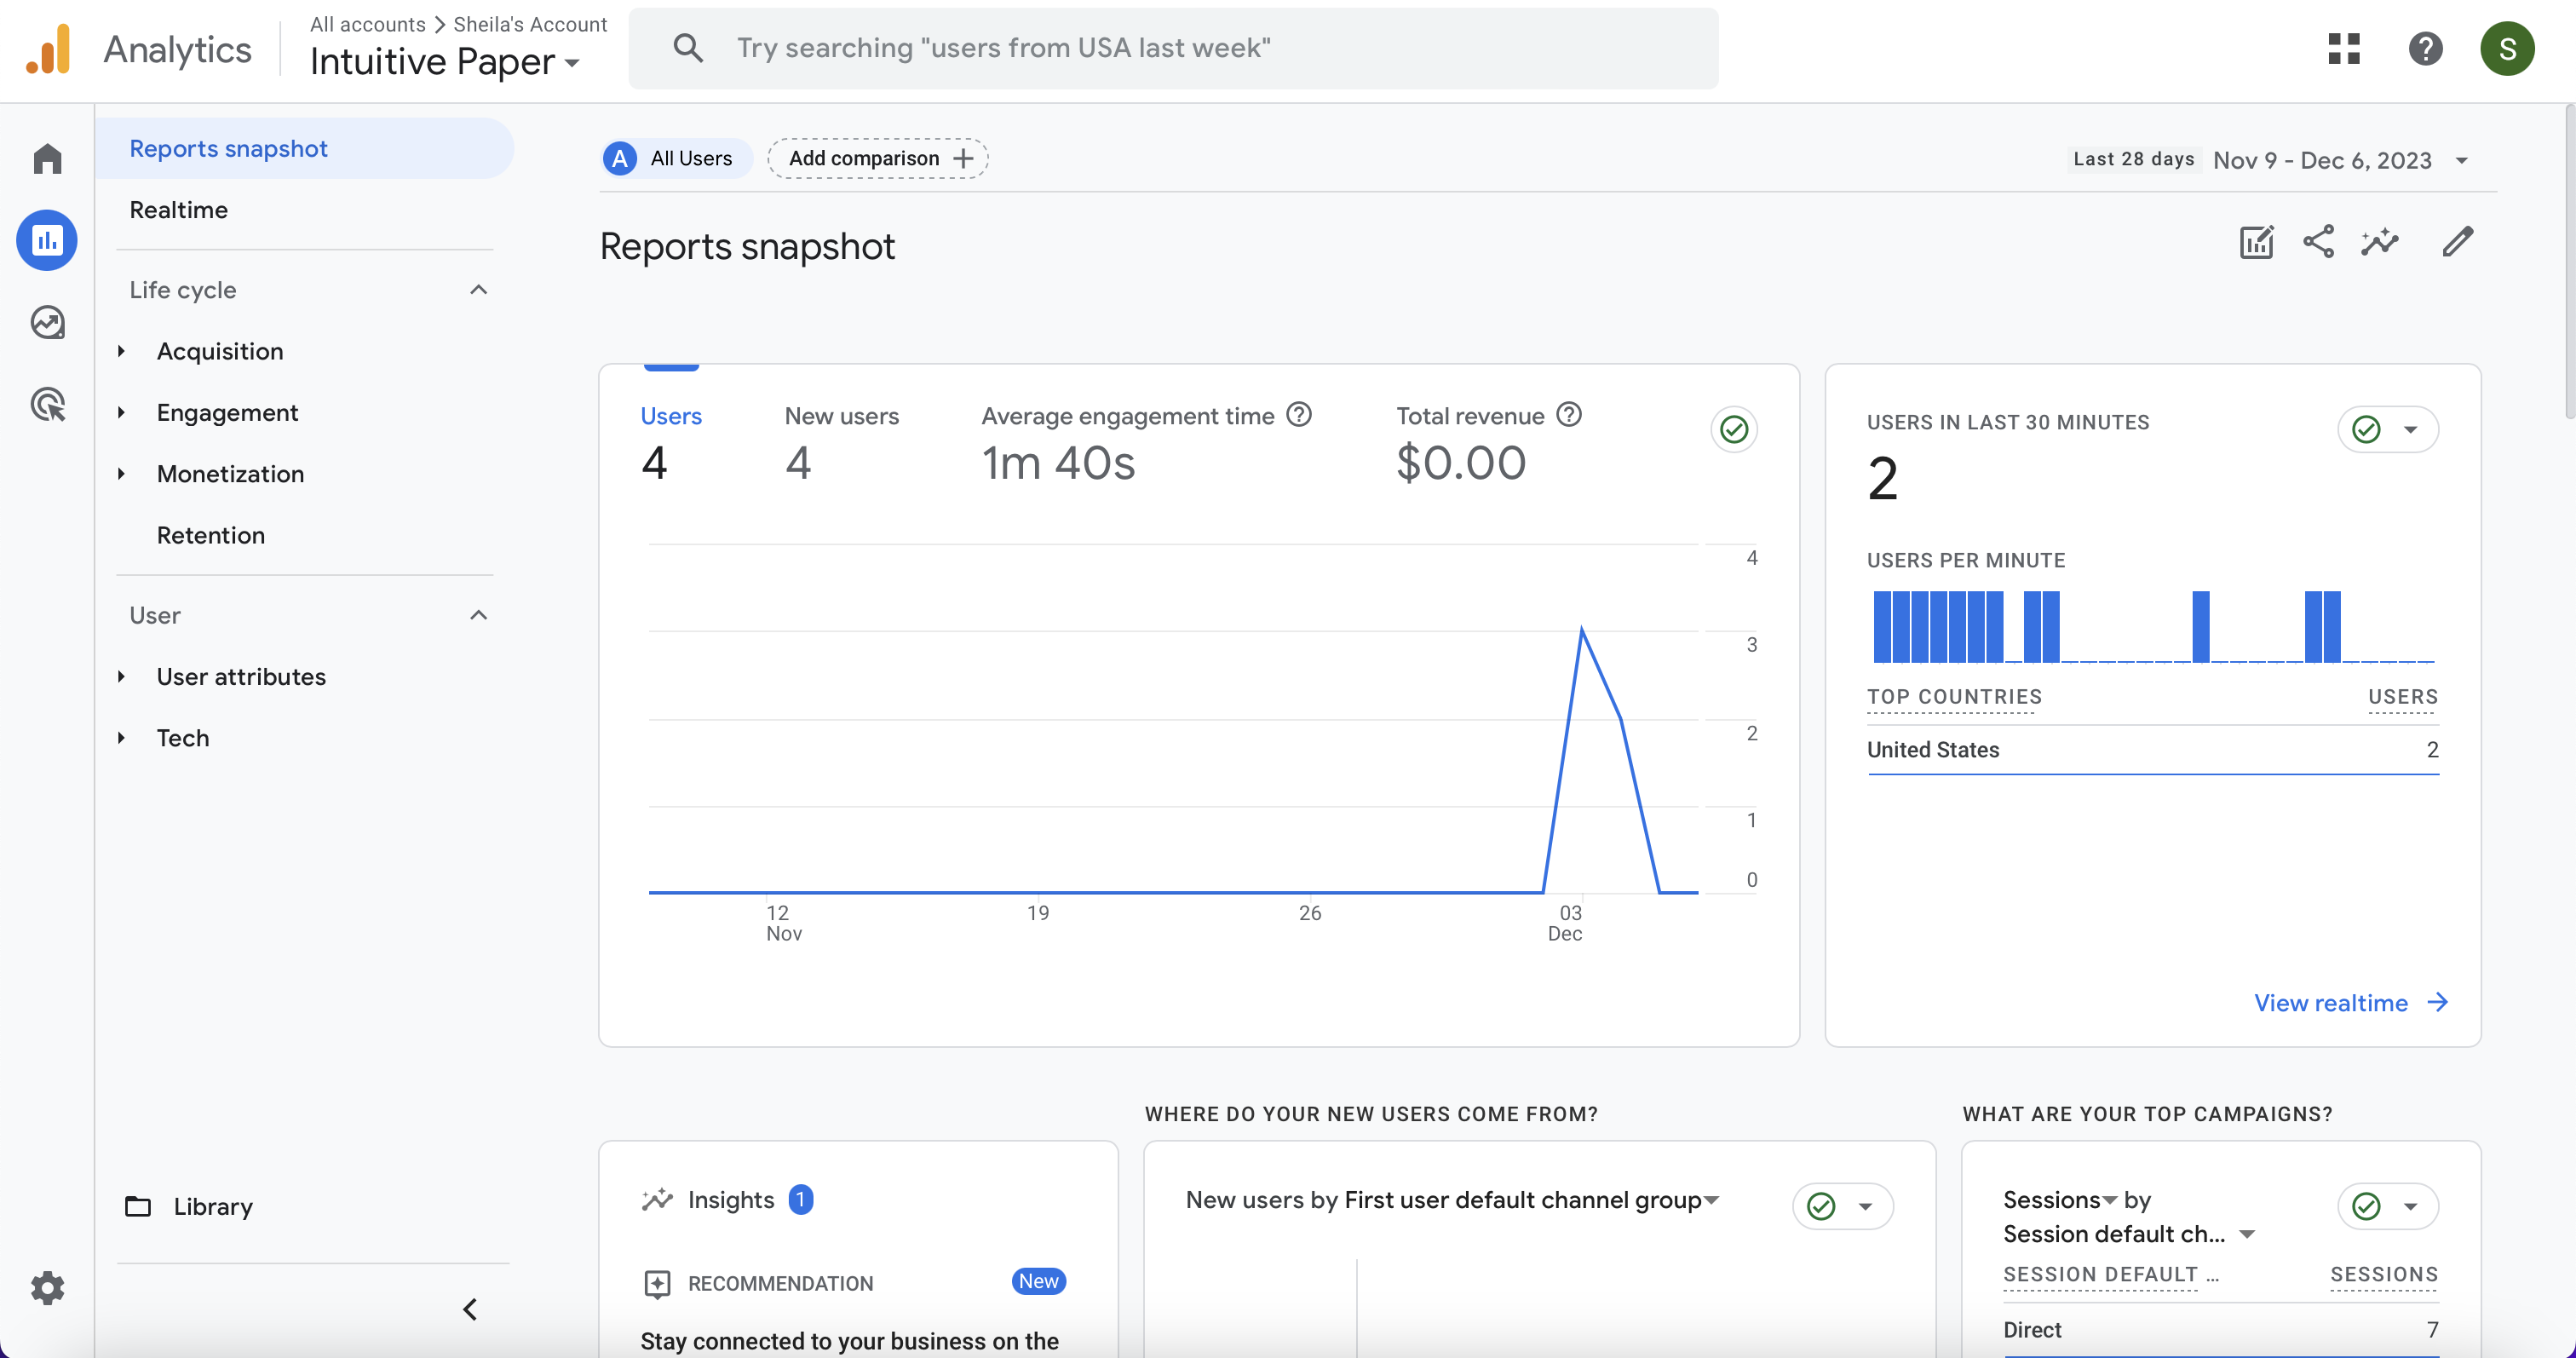 Analytics
All accounts > Sheila's Account
Intuitive Paper
Try searching "users from USA last week"
S
Reports snapshot
Realtime
Life cycle
Acquisition
Engagement
Monetization
Retention
User
User attributes
Tech
Library
A All Users
Add comparison +
Last 28 days Nov 9 - Dec 6, 2023
Reports snapshot
Users
4
New users
4
Average engagement time
1m 40s
Total revenue
$0.00
4
3
2
1
0
12
Nov
19
26
03
Dec
USERS IN LAST 30 MINUTES
2
USERS PER MINUTE
TOP COUNTRIES USERS
United States 2
View realtime
Insights 1
RECOMMENDATION New
Stay connected to your business on the
WHERE DO YOUR NEW USERS COME FROM?
New users by First user default channel group
WHAT ARE YOUR TOP CAMPAIGNS?
Sessions by
Session default ch...
SESSION DEFAULT ... SESSIONS
Direct 7